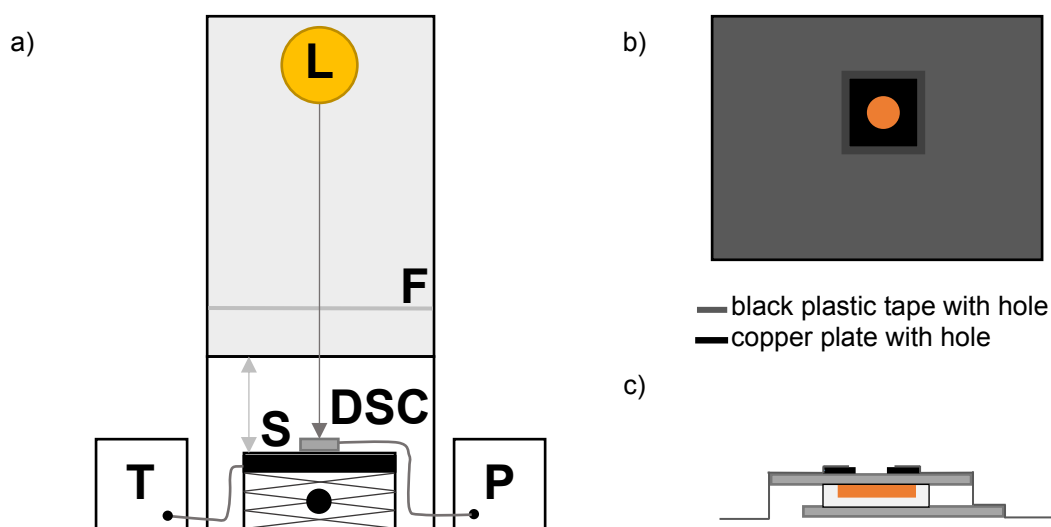 a)
L
F
DSC
S
T
P
b)
black plastic tape with hole
copper plate with hole
c)